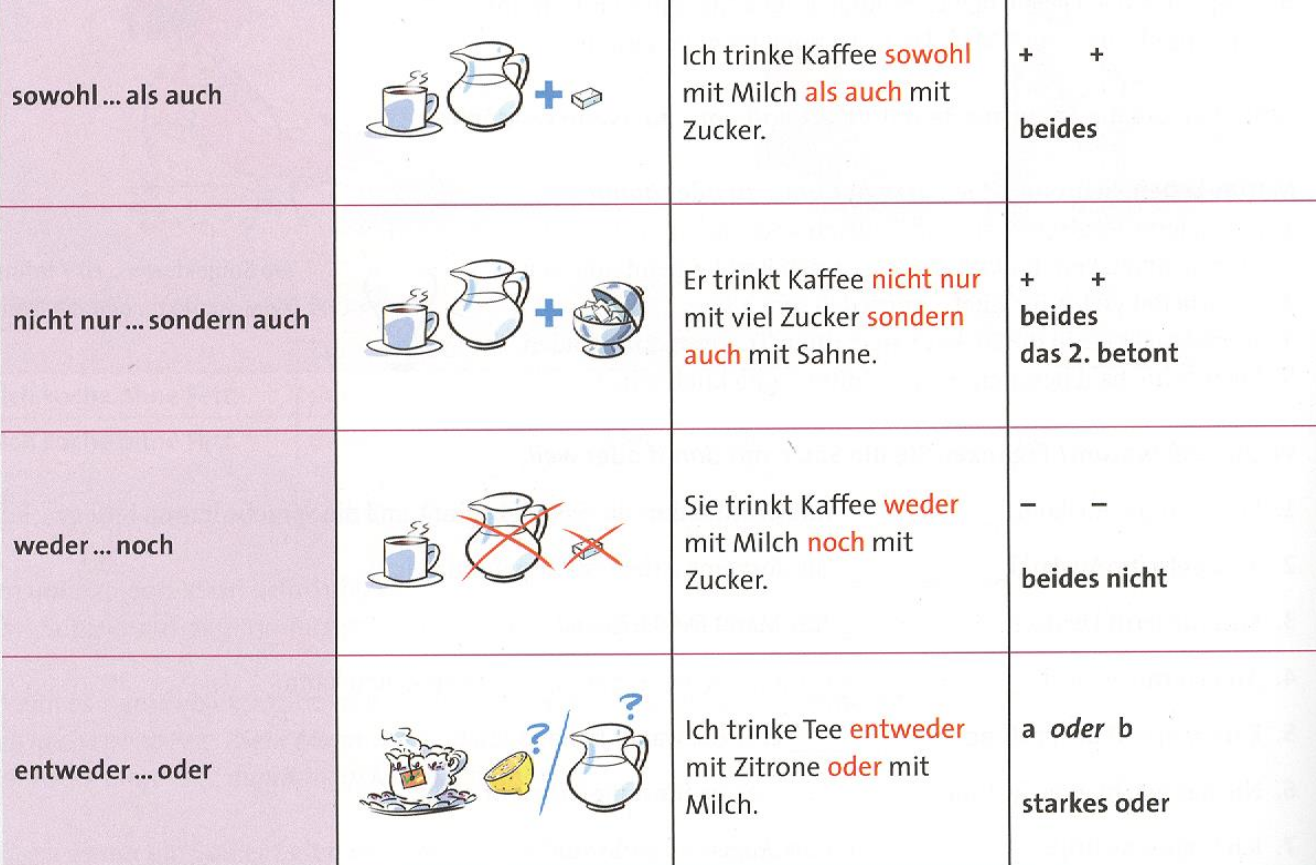 sowohl ... als auch
Ich trinke Kaffee sowohl
mit Milch als auch mit
Zucker.
+ +
beides
nicht nur ... sondern auch
Er trinkt Kaffee nicht nur
mit viel Zucker sondern
auch mit Sahne.
+ +
beides
das 2. betont
weder ... noch
Sie trinkt Kaffee weder
mit Milch noch mit
Zucker.
– –
beides nicht
entweder ... oder
? ?
Ich trinke Tee entweder
mit Zitrone oder mit
Milch.
a oder b
starkes oder